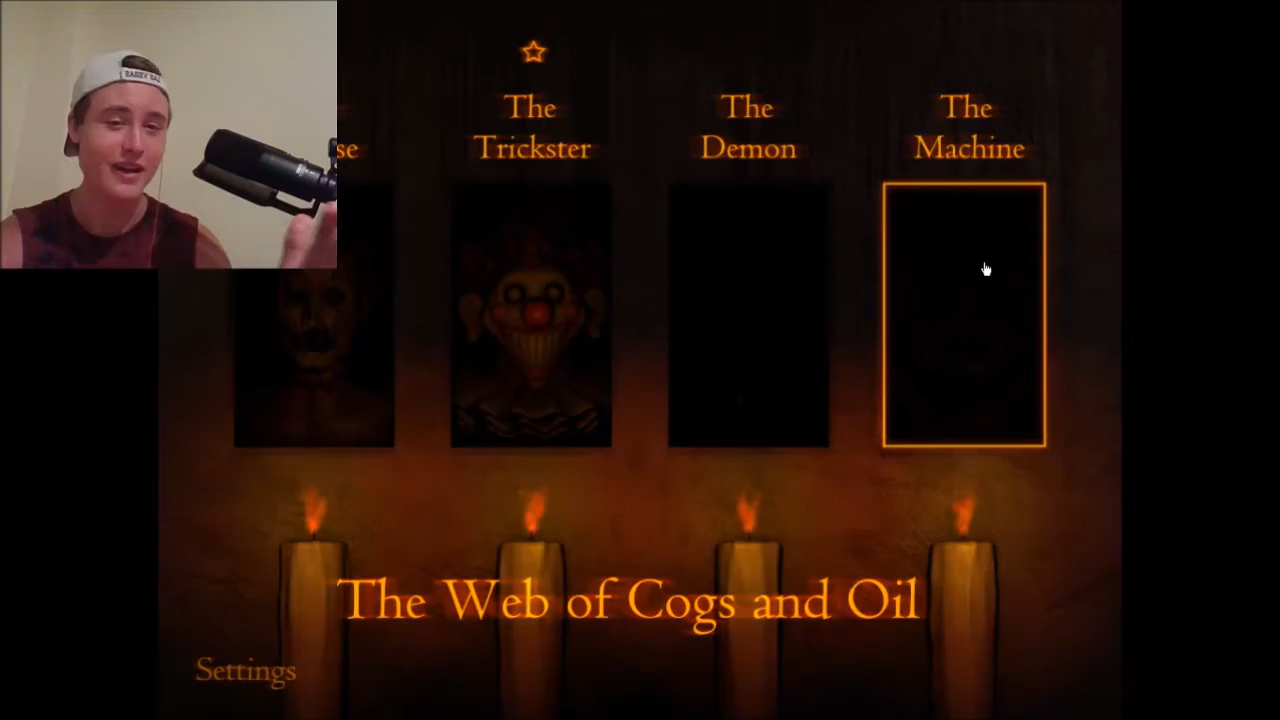 se
The
Trickster
The
Demon
The
Machine
The Web of Cogs and Oil
Settings